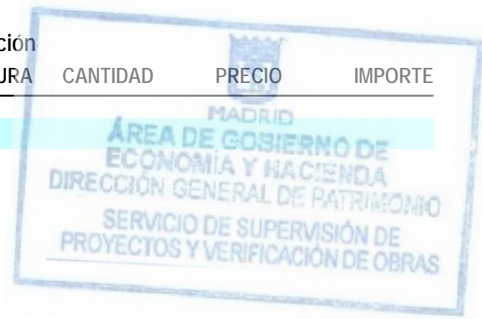 ción
URA CANTIDAD PRECIO IMPORTE
MADRID
ÁREA DE GOBIERNO DE
ECONOMÍA Y HACIENDA
DIRECCIÓN GENERAL DE PATRIMONIO
SERVICIO DE SUPERVISIÓN DE
PROYECTOS Y VERIFICACIÓN DE OBRAS